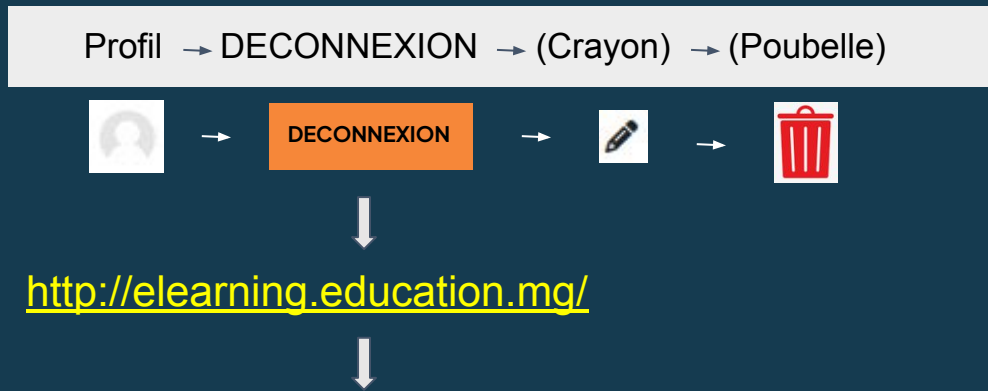 Profil → DECONNEXION → (Crayon) → (Poubelle)
DECONNEXION
http://elearning.education.mg/